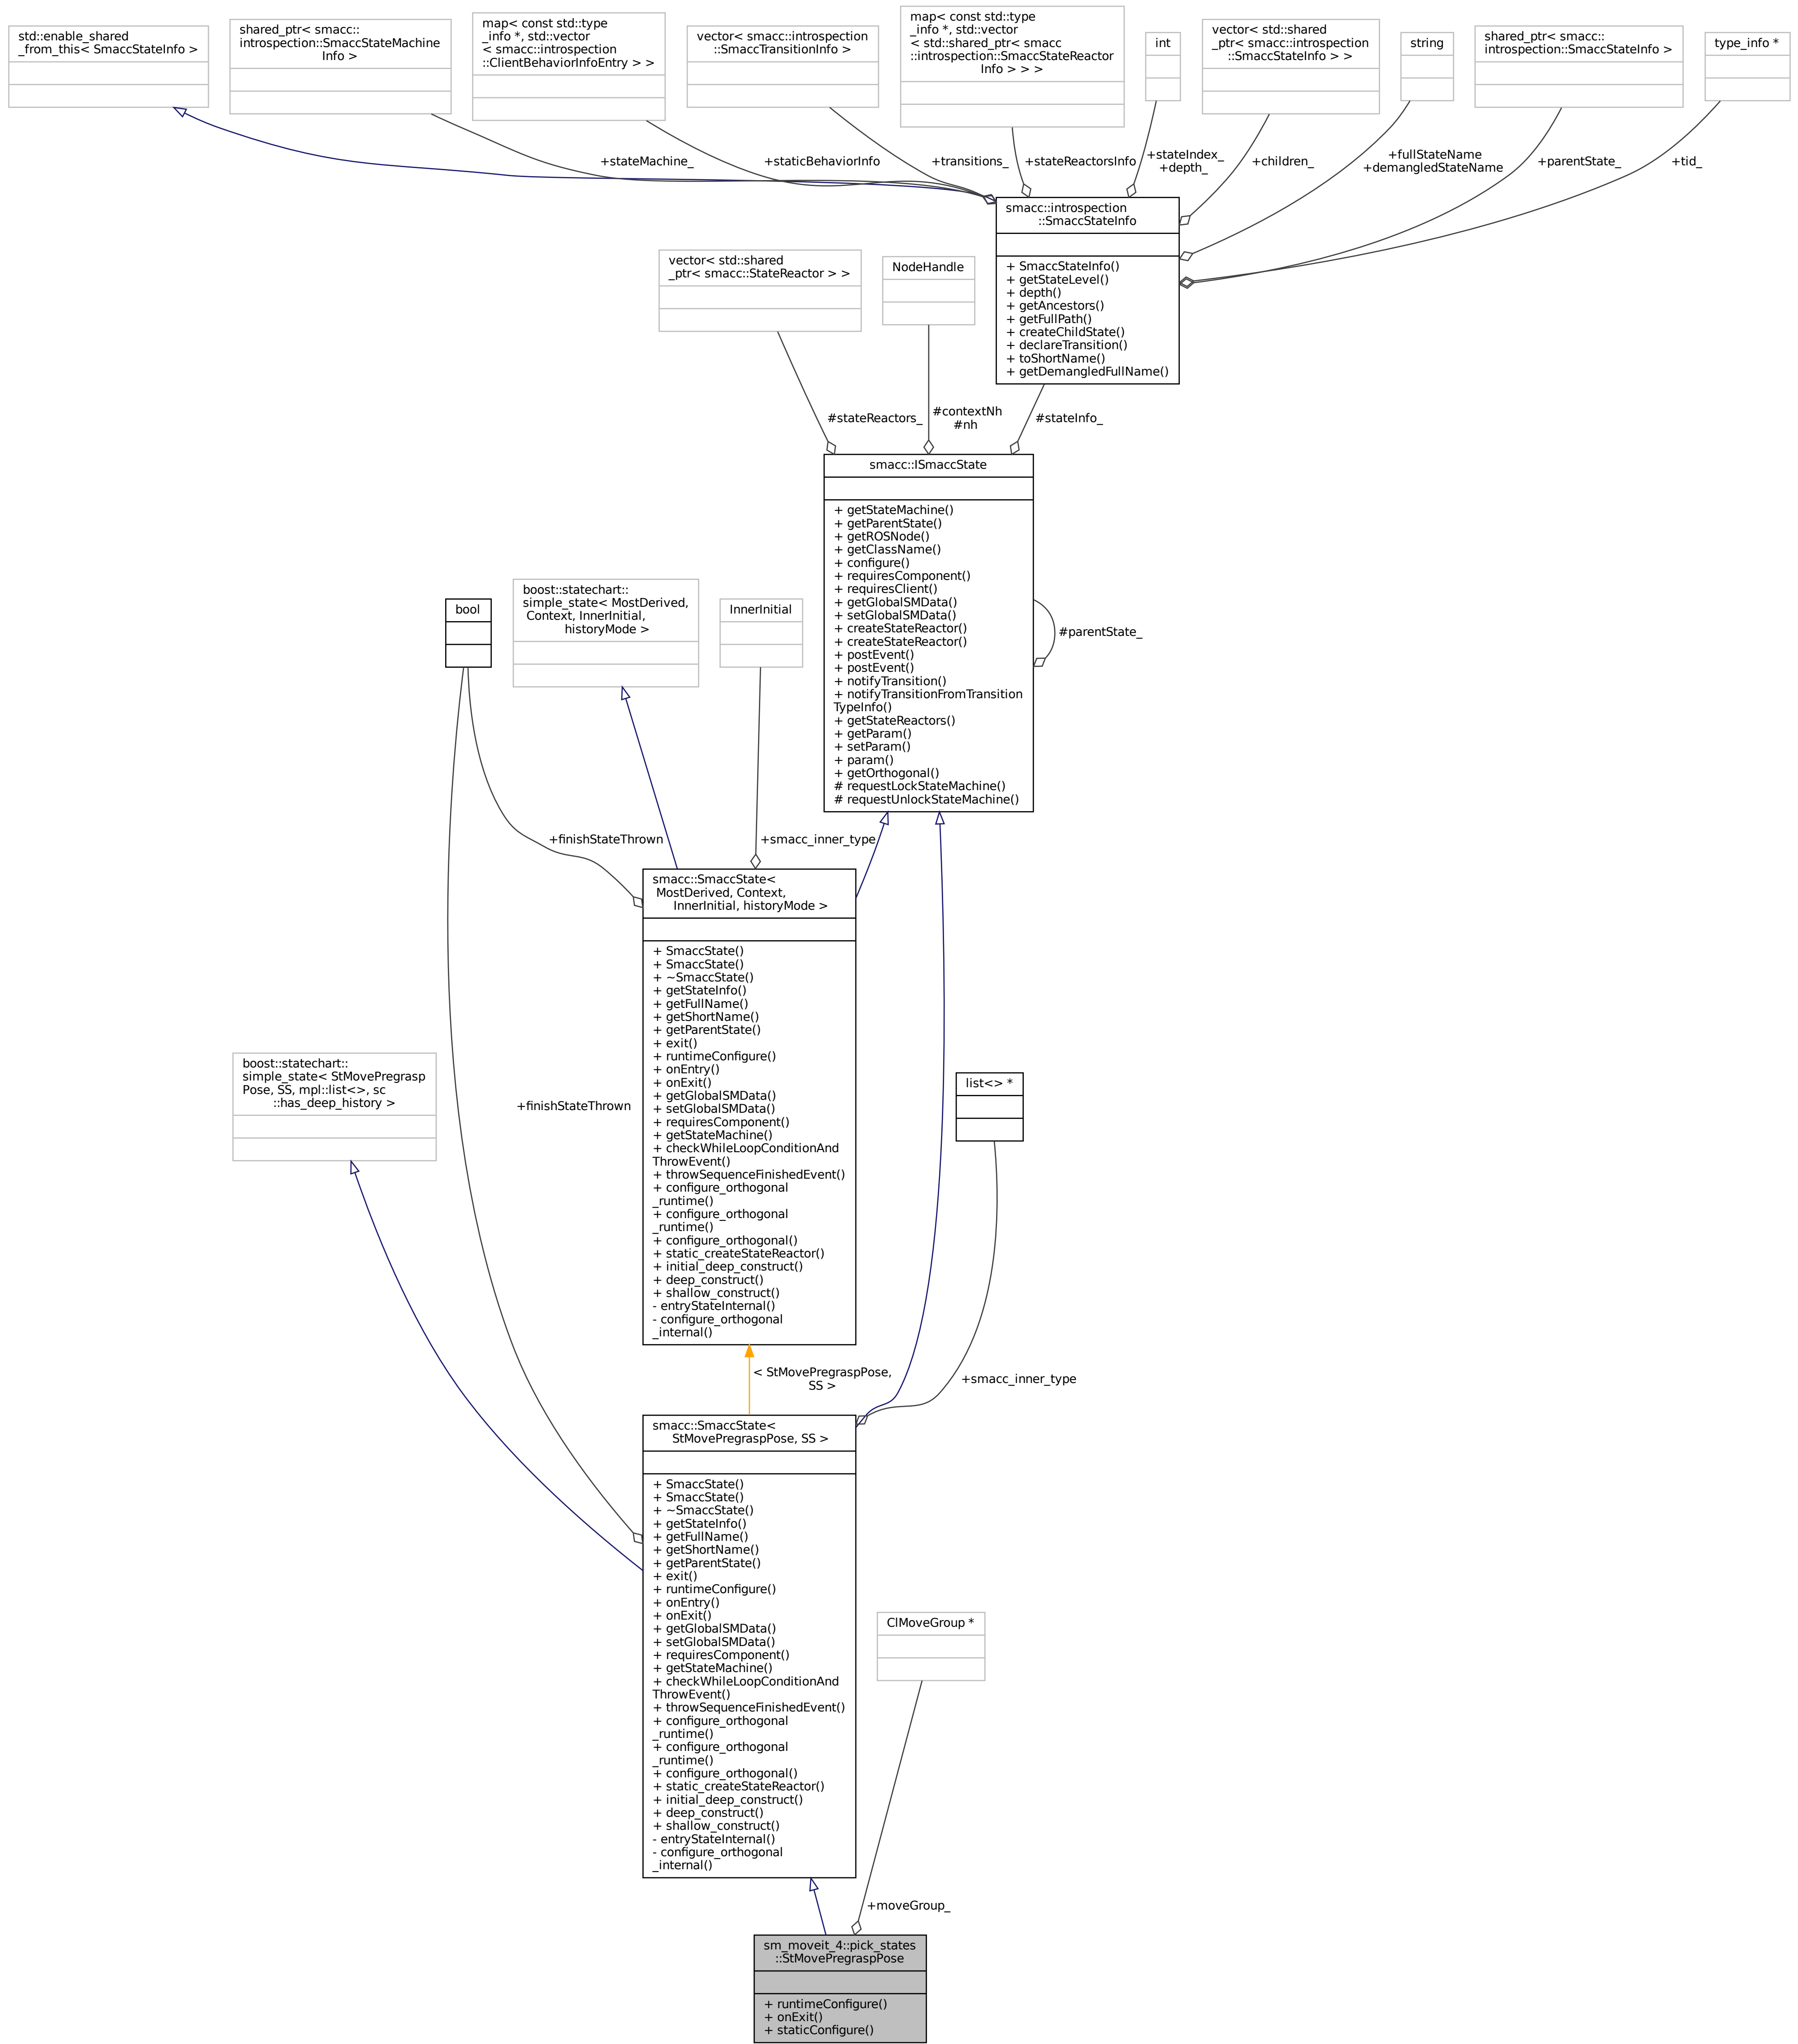 std::enable_shared
_from_this< SmaccStateInfo >
shared_ptr< smacc::
introspection::SmaccStateMachine
Info >
map< const std::type
_info *, std::vector
< smacc::introspection
::ClientBehaviorInfoEntry > >
vector< smacc::introspection
::SmaccTransitionInfo >
map< const std::type
_info *, std::vector
< std::shared_ptr< smacc
::introspection::SmaccStateReactor
Info > > >
int
vector< std::shared
_ptr< smacc::introspection
::SmaccStateInfo > >
string
shared_ptr< smacc::
introspection::SmaccStateInfo >
type_info *
+stateMachine_
+staticBehaviorInfo
+transitions_
+stateReactorsInfo
+stateIndex_
+depth_
+children_
+fullStateName
+demangledStateName
+parentState_
+tid_
smacc::introspection
::SmaccStateInfo
+ SmaccStateInfo()
+ getStateLevel()
+ depth()
+ getAncestors()
+ getFullPath()
+ createChildState()
+ declareTransition()
+ toShortName()
+ getDemangledFullName()
vector< std::shared
_ptr< smacc::StateReactor > >
NodeHandle
#stateReactors_
#contextNh
#nh
#stateInfo_
smacc::ISmaccState
+ getStateMachine()
+ getParentState()
+ getROSNode()
+ getClassName()
+ configure()
+ requiresComponent()
+ requiresClient()
+ getGlobalSMData()
+ setGlobalSMData()
+ createStateReactor()
+ createStateReactor()
+ postEvent()
+ postEvent()
+ notifyTransition()
+ notifyTransitionFromTransition
TypeInfo()
+ getStateReactors()
+ getParam()
+ setParam()
+ param()
+ getOrthogonal()
# requestLockStateMachine()
# requestUnlockStateMachine()
#parentState_
bool
boost::statechart::
simple_state< MostDerived,
Context, InnerInitial,
historyMode >
InnerInitial
+finishStateThrown
+smacc_inner_type
smacc::SmaccState<
MostDerived, Context,
InnerInitial, historyMode >
+ SmaccState()
+ SmaccState()
+ ~SmaccState()
+ getStateInfo()
+ getFullName()
+ getShortName()
+ getParentState()
+ exit()
+ runtimeConfigure()
+ onEntry()
+ onExit()
+ getGlobalSMData()
+ setGlobalSMData()
+ requiresComponent()
+ getStateMachine()
+ checkWhileLoopConditionAnd
ThrowEvent()
+ throwSequenceFinishedEvent()
+ configure_orthogonal
_runtime()
+ configure_orthogonal
_runtime()
+ configure_orthogonal()
+ static_createStateReactor()
+ initial_deep_construct()
+ deep_construct()
+ shallow_construct()
- entryStateInternal()
- configure_orthogonal
_internal()
boost::statechart::
simple_state< StMovePregrasp
Pose, SS, mpl::list<>, sc
::has_deep_history >
+finishStateThrown
list<> *
< StMovePregraspPose,
SS >
+smacc_inner_type
smacc::SmaccState<
StMovePregraspPose, SS >
+ SmaccState()
+ SmaccState()
+ ~SmaccState()
+ getStateInfo()
+ getFullName()
+ getShortName()
+ getParentState()
+ exit()
+ runtimeConfigure()
+ onEntry()
+ onExit()
+ getGlobalSMData()
+ setGlobalSMData()
+ requiresComponent()
+ getStateMachine()
+ checkWhileLoopConditionAnd
ThrowEvent()
+ throwSequenceFinishedEvent()
+ configure_orthogonal
_runtime()
+ configure_orthogonal
_runtime()
+ configure_orthogonal()
+ static_createStateReactor()
+ initial_deep_construct()
+ deep_construct()
+ shallow_construct()
- entryStateInternal()
- configure_orthogonal
_internal()
ClMoveGroup *
+moveGroup_
sm_moveit_4::pick_states
::StMovePregraspPose
+ runtimeConfigure()
+ onExit()
+ staticConfigure()